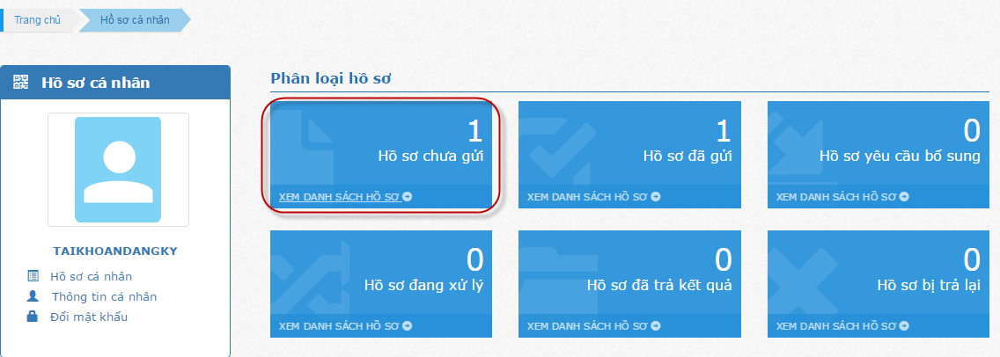 Trang chủ
Hồ sơ cá nhân
Hồ sơ cá nhân
TAIKHOANDANGKY
Hồ sơ cá nhân
Thông tin cá nhân
Đổi mật khẩu
Phân loại hồ sơ
1
Hồ sơ chưa gửi
XEM DANH SÁCH HỒ SƠ
1
Hồ sơ đã gửi
XEM DANH SÁCH HỒ SƠ
0
Hồ sơ yêu cầu bổ sung
XEM DANH SÁCH HỒ SƠ
0
Hồ sơ đang xử lý
XEM DANH SÁCH HỒ SƠ
0
Hồ sơ đã trả kết quả
XEM DANH SÁCH HỒ SƠ
0
Hồ sơ bị trả lại
XEM DANH SÁCH HỒ SƠ